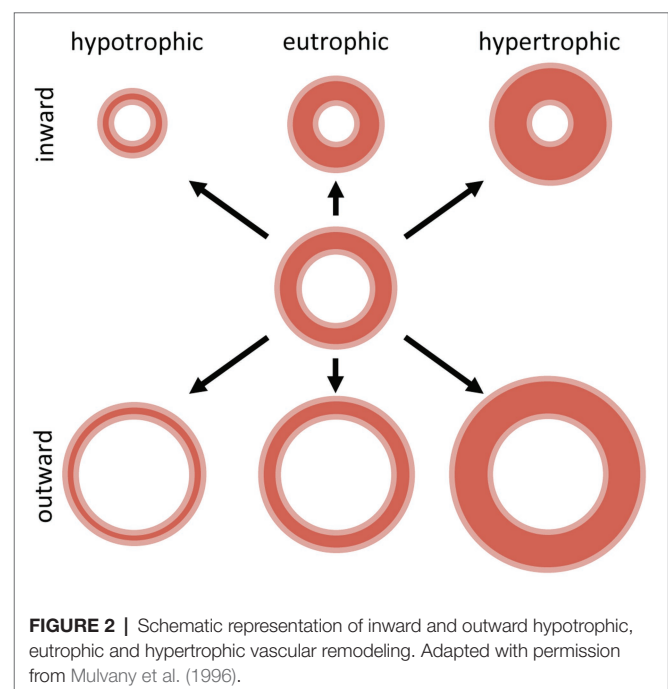 hypotrophic eutrophic hypertrophic
inward
outward
FIGURE 2 | Schematic representation of inward and outward hypotrophic,
eutrophic and hypertrophic vascular remodeling. Adapted with permission
from Mulvany et al. (1996).